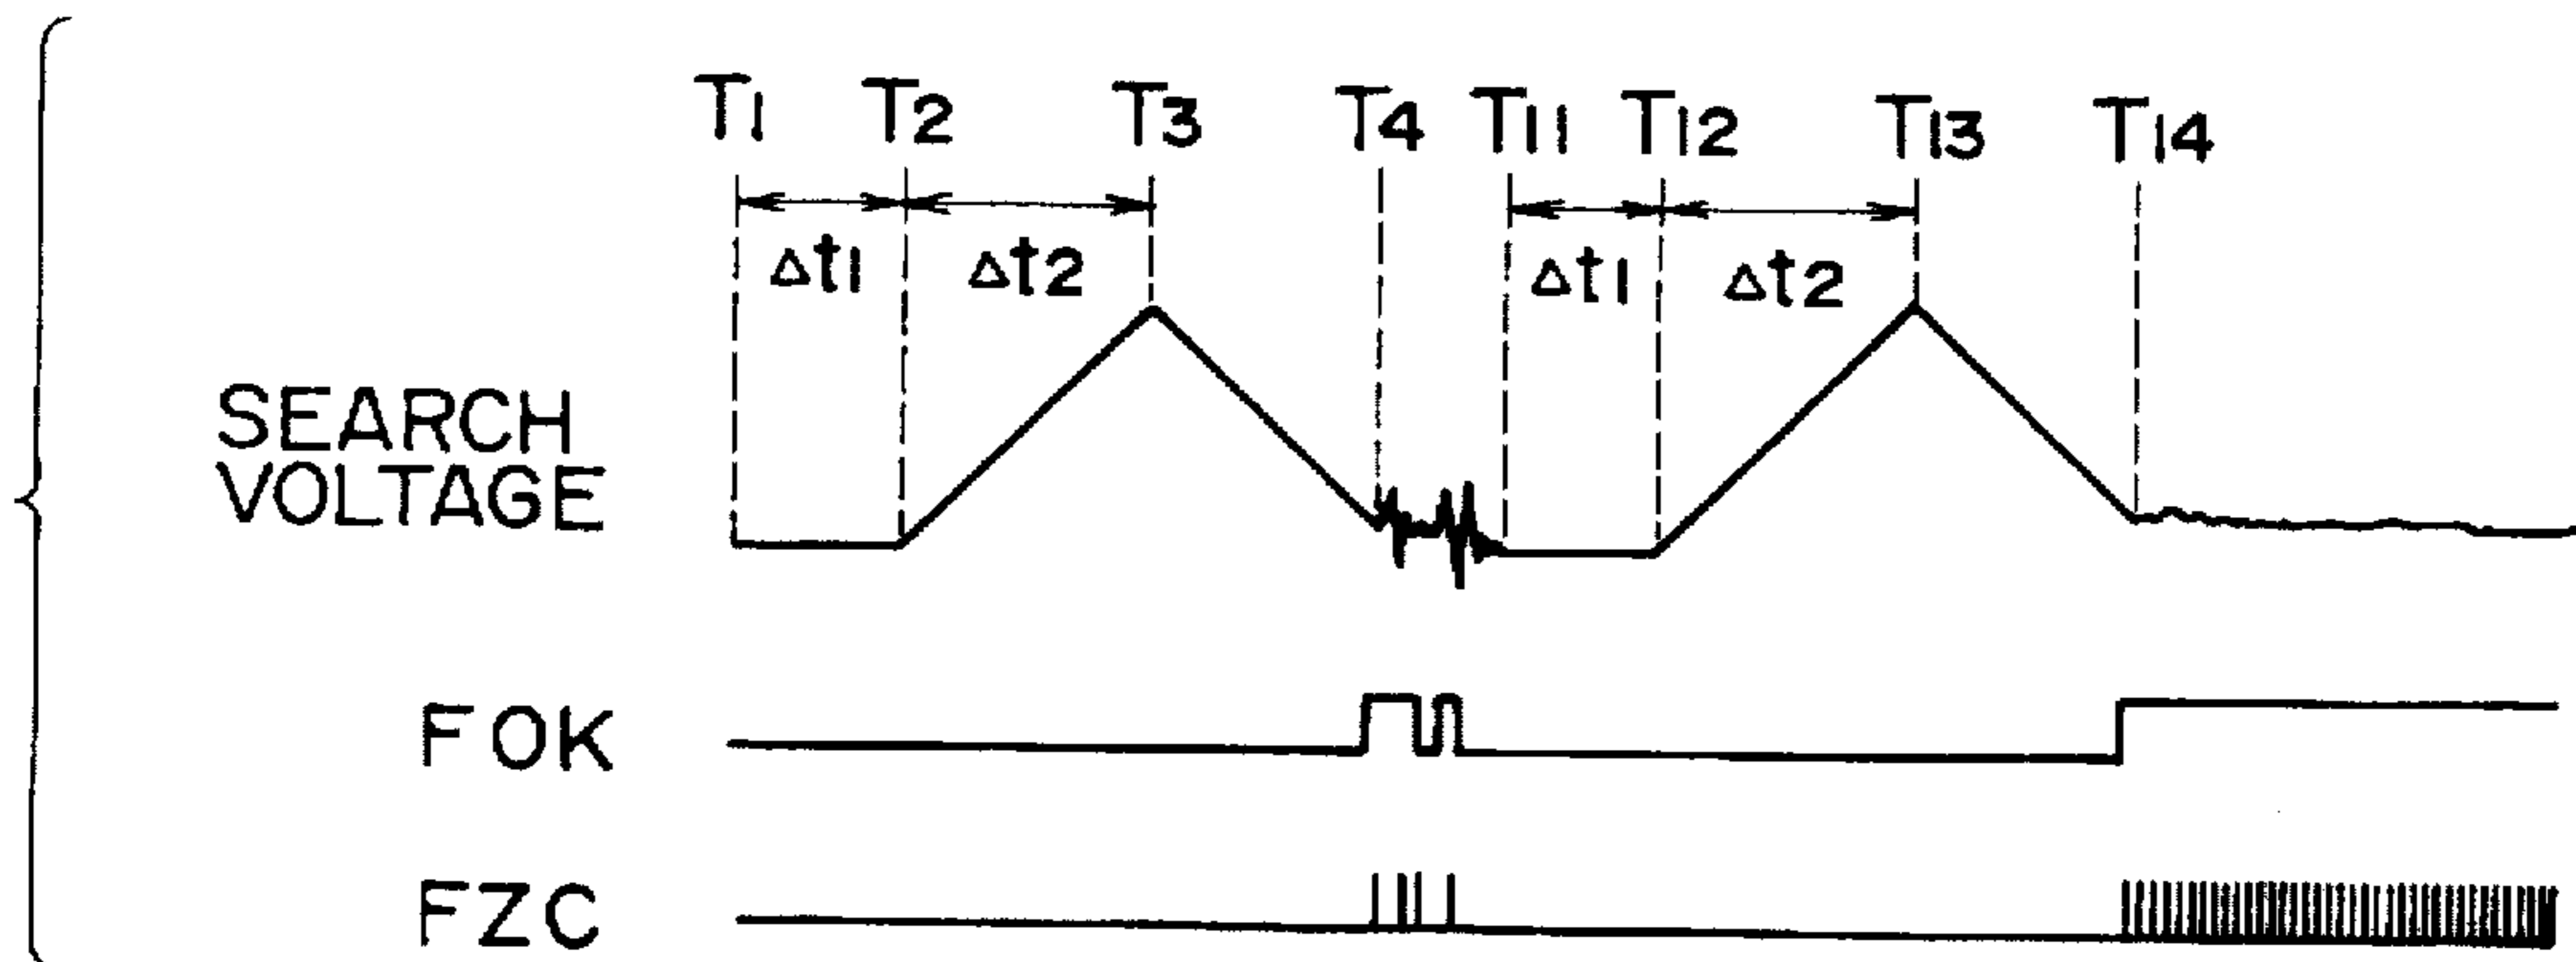 T1 T2 T3 T4 T11 T12 T13 T14
Δt1 Δt2 Δt1 Δt2
SEARCH
VOLTAGE
FOK
FZC